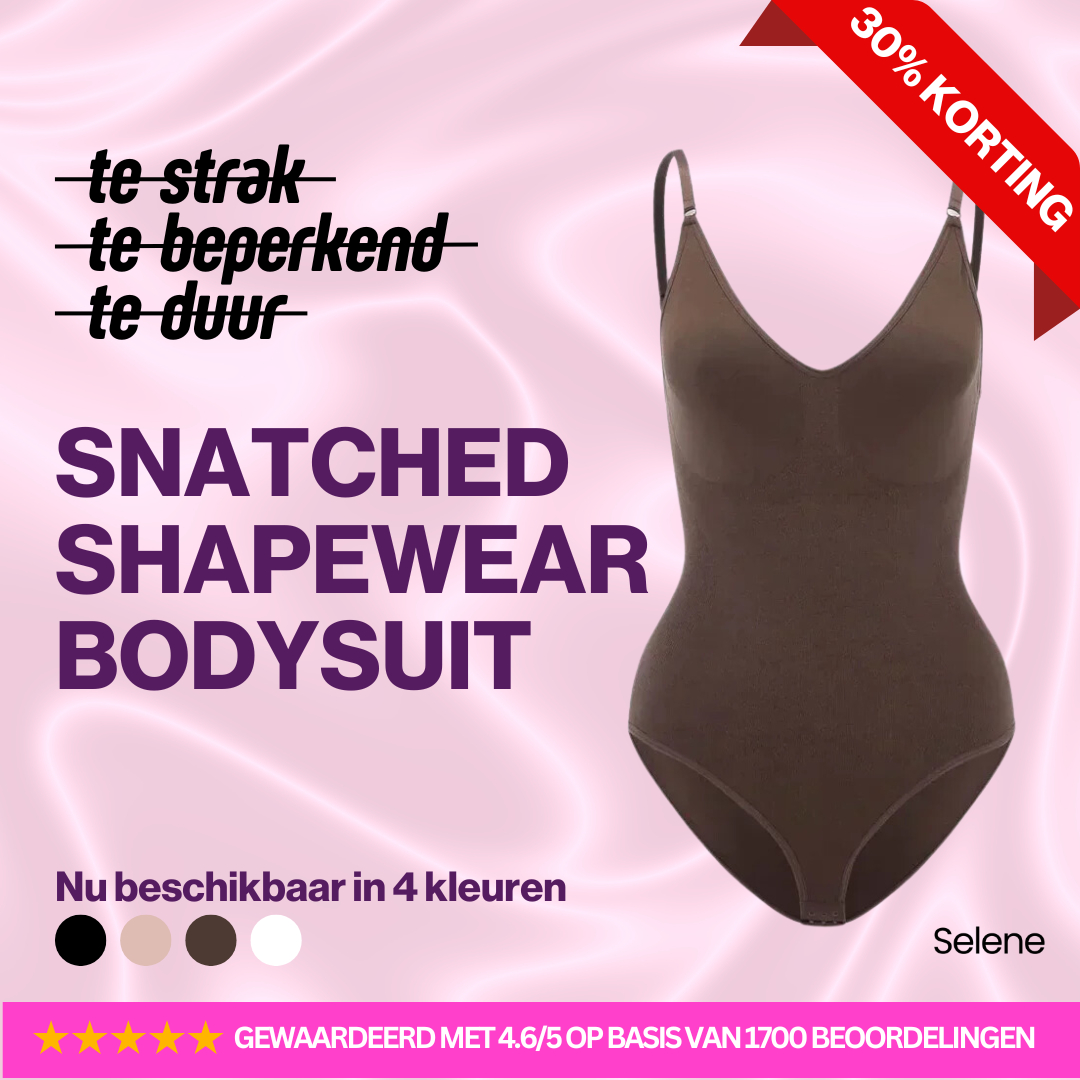 30% KORTING
te strak
te beperkend
te duur
SNATCHED
SHAPEWEAR
BODYSUIT
Nu beschikbaar in 4 kleuren
Selene
GEWAARDEERD MET 4.6/5 OP BASIS VAN 1700 BEOORDELINGEN